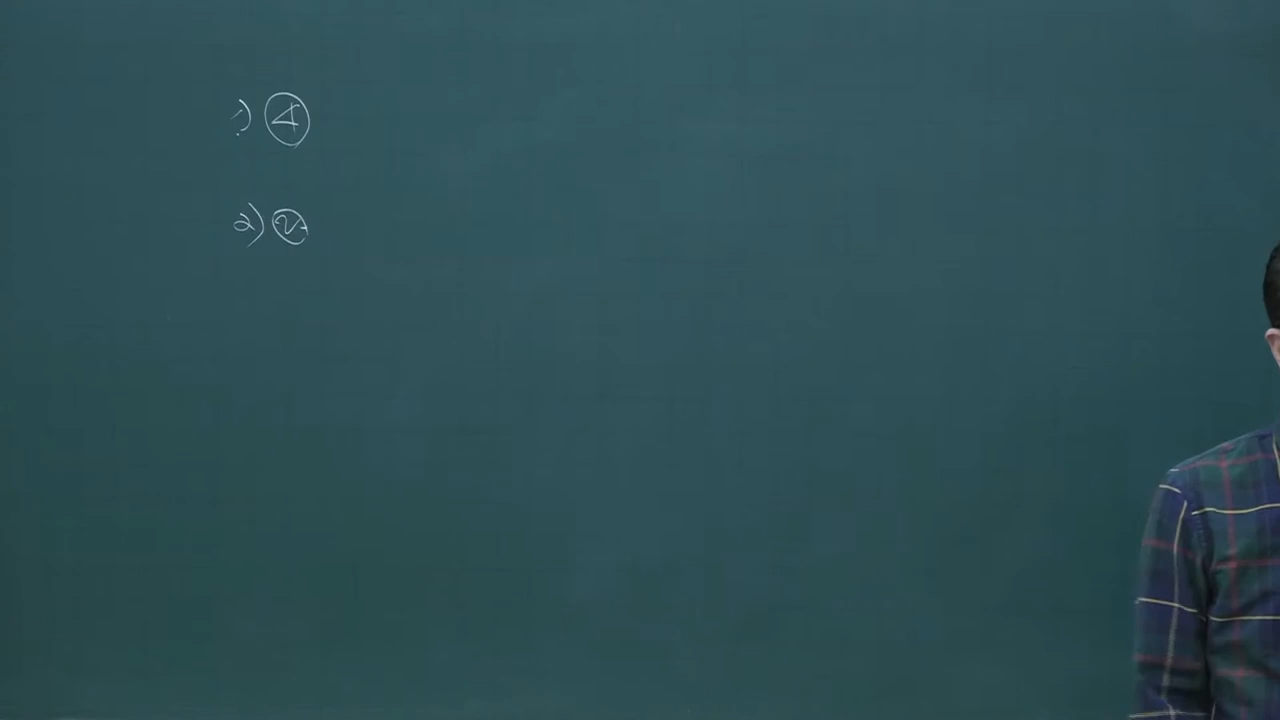 1) ④
2) ②